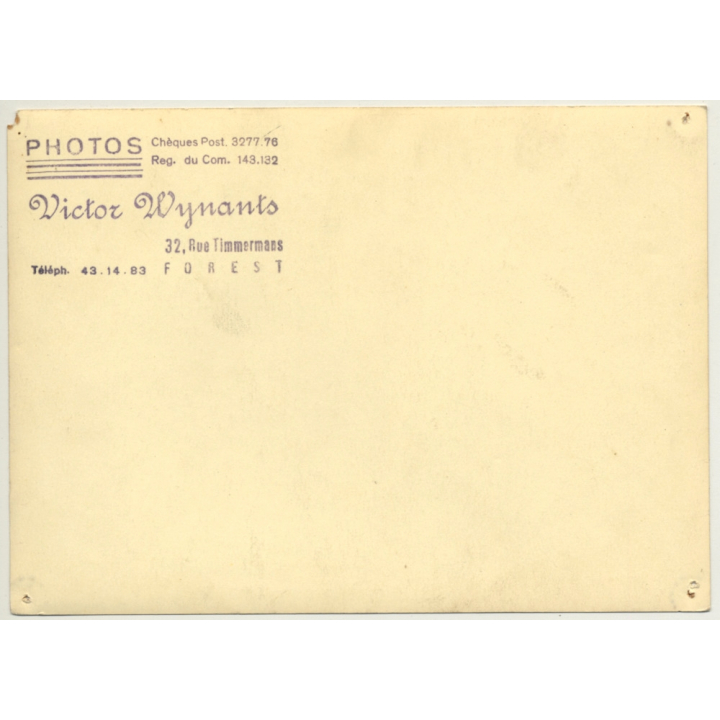 PHOTOS Chèques Post. 3277.76
Reg. du Com. 143.132
Victor Wynants
32, Rue Timmermans
Téléph. 43.14.83 FOREST